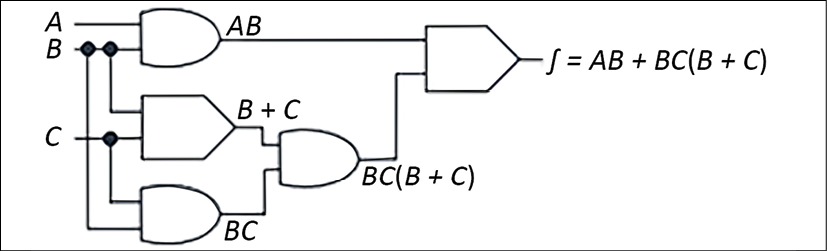 A
AB
B
∫ = AB + BC(B + C)
B + C
C
BC(B + C)
BC